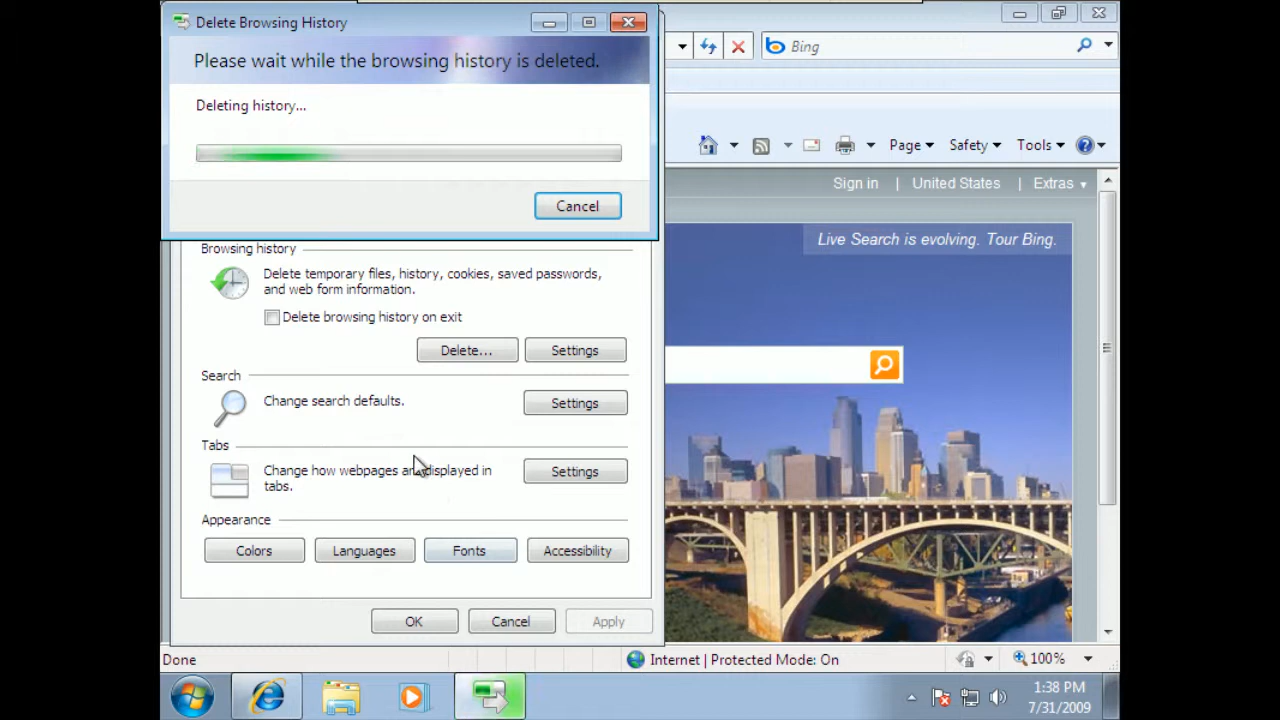 Delete Browsing History
Please wait while the browsing history is deleted.
Deleting history...
Cancel
Bing
Page
Safety
Tools
Sign in | United States | Extras
Live Search is evolving. Tour Bing.
Browsing history
Delete temporary files, history, cookies, saved passwords,
and web form information.
Delete browsing history on exit
Delete... Settings
Search
Change search defaults.
Settings
Tabs
Change how webpages are displayed in
tabs.
Settings
Appearance
Colors Languages Fonts Accessibility
OK Cancel Apply
Done
Internet | Protected Mode: On
100%
1:38 PM
7/31/2009